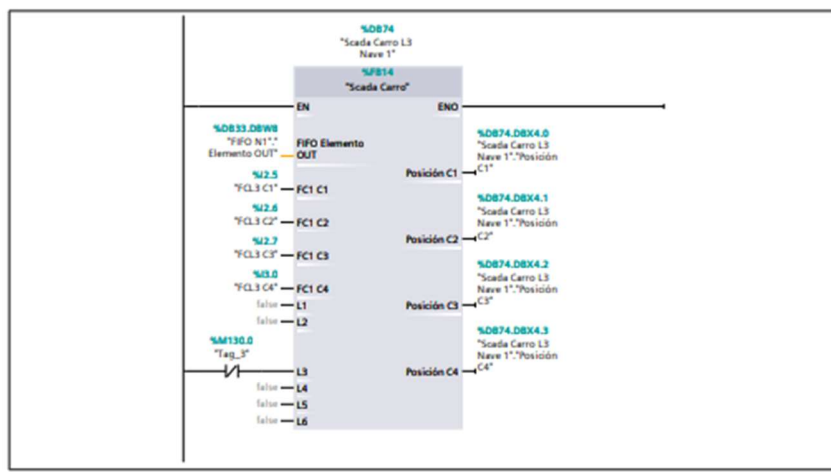 %DB74
"Scada Carro L3
Nave 1"
%FB14
"Scada Carro"
EN
ENO
%DB33.DBW8
"FIFO N1"."
Elemento OUT"
FIFO Elemento
OUT
%DB74.DBX4.0
"Scada Carro L3
Nave 1"."Posición
C1"
Posición C1
%I2.5
"FCL3 C1"
FC1 C1
%DB74.DBX4.1
"Scada Carro L3
Nave 1"."Posición
C2"
Posición C2
%I2.6
"FCL3 C2"
FC1 C2
%I2.7
"FCL3 C3"
FC1 C3
%DB74.DBX4.2
"Scada Carro L3
Nave 1"."Posición
C3"
Posición C3
%I3.0
"FCL3 C4"
FC1 C4
false
L1
false
L2
%DB74.DBX4.3
"Scada Carro L3
Nave 1"."Posición
C4"
Posición C4
%M130.0
"Tag_3"
L3
false
L4
false
L5
false
L6